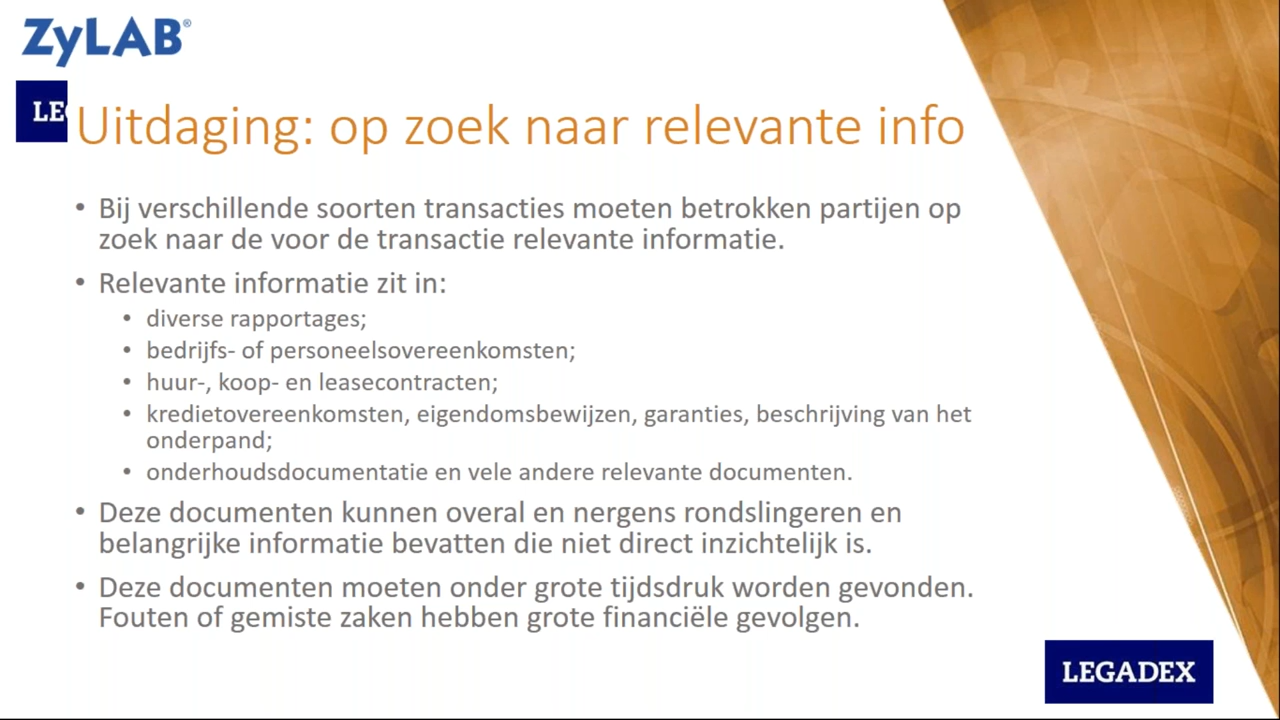 ZyLAB®
LE
Uitdaging: op zoek naar relevante info
• Bij verschillende soorten transacties moeten betrokken partijen op
zoek naar de voor de transactie relevante informatie.
• Relevante informatie zit in:
• diverse rapportages;
• bedrijfs- of personeelsovereenkomsten;
• huur-, koop- en leasecontracten;
• kredietovereenkomsten, eigendomsbewijzen, garanties, beschrijving van het
onderpand;
• onderhoudsdocumentatie en vele andere relevante documenten.
• Deze documenten kunnen overal en nergens rondslingeren en
belangrijke informatie bevatten die niet direct inzichtelijk is.
• Deze documenten moeten onder grote tijdsdruk worden gevonden.
Fouten of gemiste zaken hebben grote financiële gevolgen.
LEGADEX